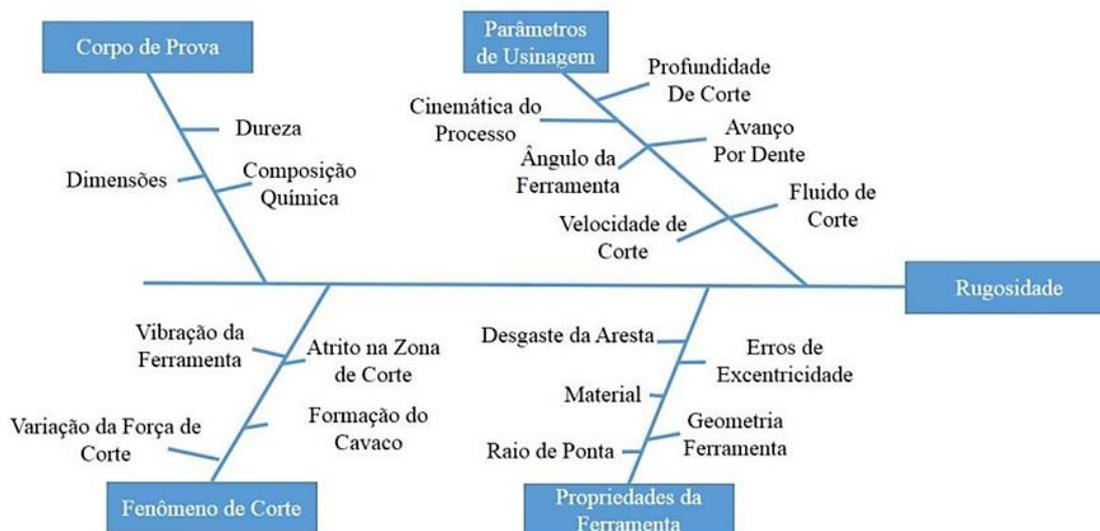 Corpo de Prova
Dureza
Dimensões
Composição
Química
Parâmetros
de Usinagem
Profundidade
De Corte
Cinemática do
Processo
Avanço
Por Dente
Ângulo da
Ferramenta
Fluido de
Corte
Velocidade de
Corte
Rugosidade
Vibração da
Ferramenta
Atrito na Zona
de Corte
Formação do
Cavaco
Variação da Força de
Corte
Fenômeno de Corte
Desgaste da Aresta
Erros de
Excentricidade
Material
Geometria
Ferramenta
Raio de Ponta
Propriedades da
Ferramenta